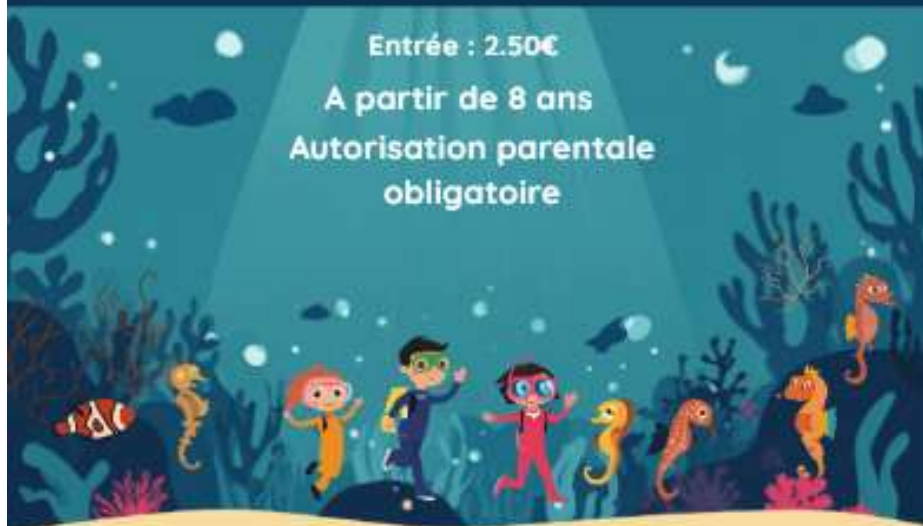 Entrée : 2.50€
A partir de 8 ans
Autorisation parentale
obligatoire